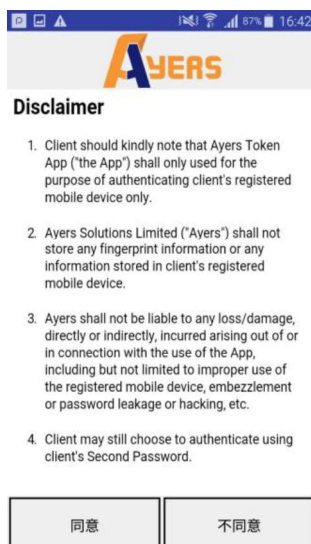 87% 16:42
AYERS
Disclaimer
1. Client should kindly note that Ayers Token
App ("the App") shall only used for the
purpose of authenticating client's registered
mobile device only.
2. Ayers Solutions Limited ("Ayers") shall not
store any fingerprint information or any
information stored in client's registered
mobile device.
3. Ayers shall not be liable to any loss/damage,
directly or indirectly, incurred arising out of or
in connection with the use of the App,
including but not limited to improper use of
the registered mobile device, embezzlement
or password leakage or hacking, etc.
4. Client may still choose to authenticate using
client's Second Password.
同意 不同意